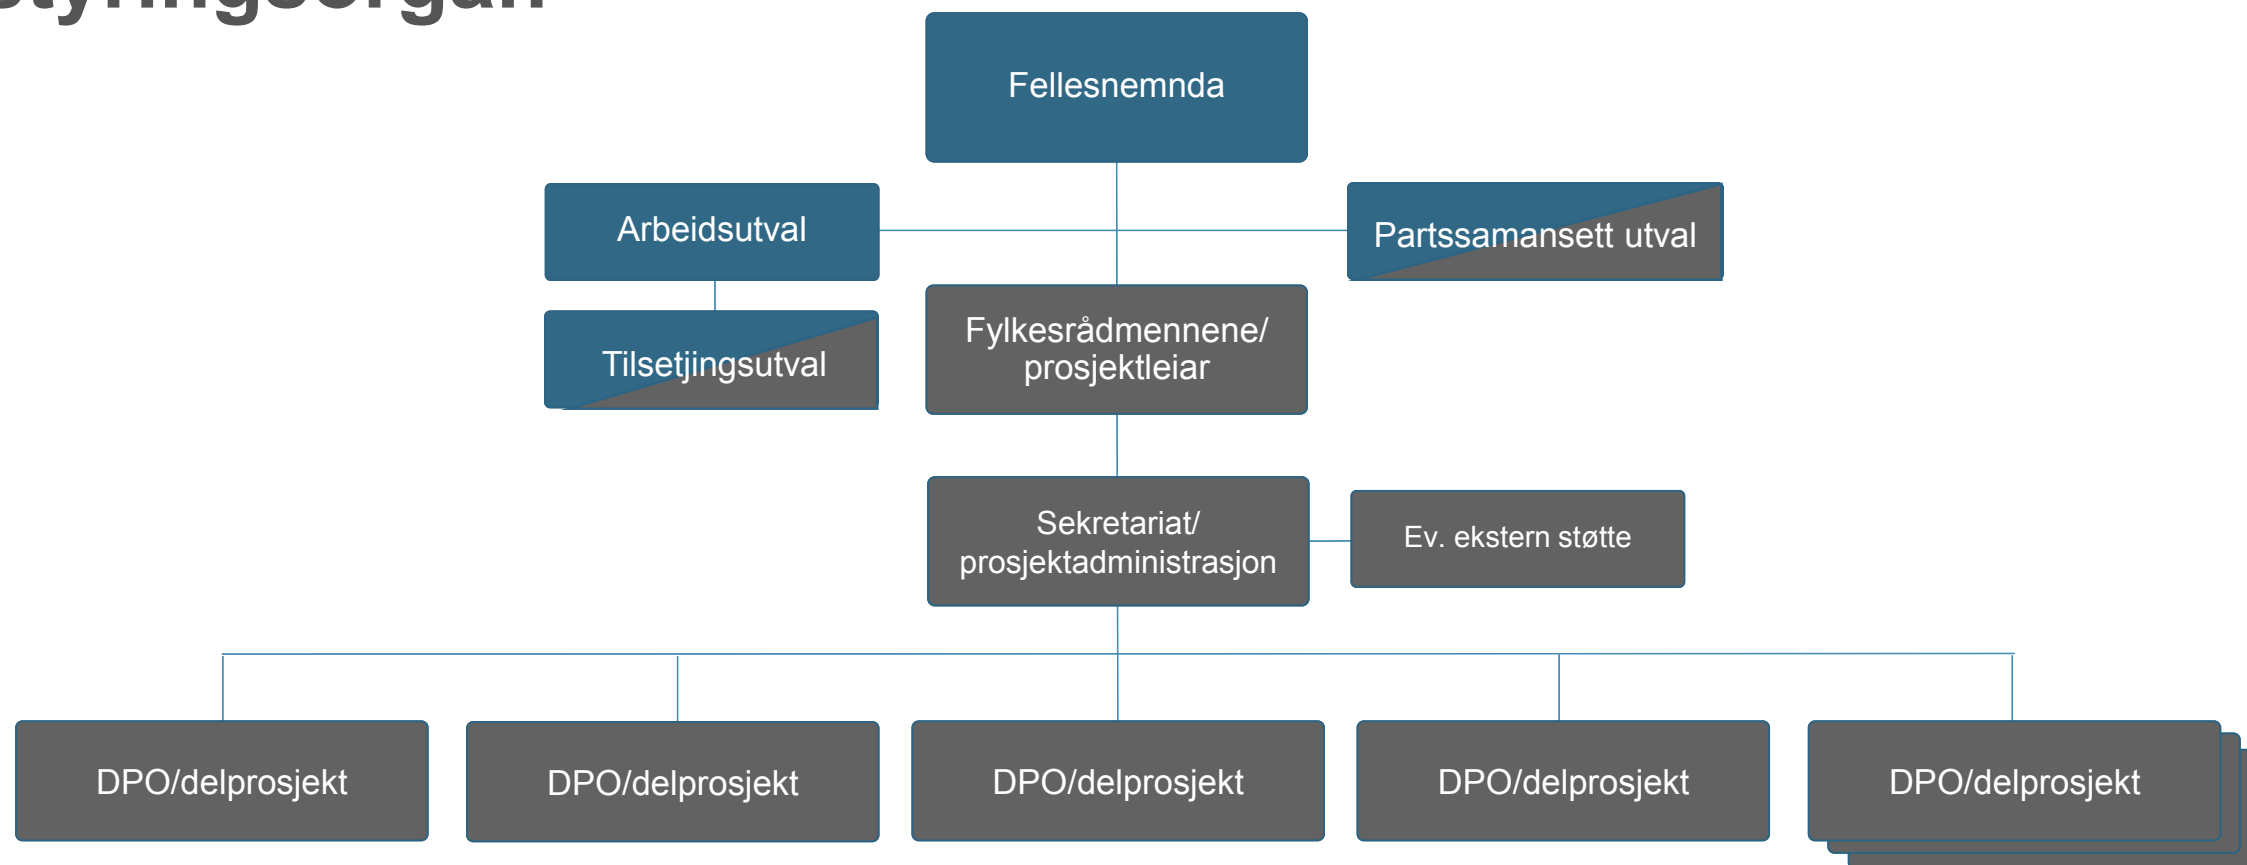 styringsorgan
Fellesnemnda
Arbeidsutval
Partssamansett utval
Tilsetjingsutval
Fylkesrådmennene/
prosjektleiar
Sekretariat/
prosjektadministrasjon
Ev. ekstern støtte
DPO/delprosjekt
DPO/delprosjekt
DPO/delprosjekt
DPO/delprosjekt
DPO/delprosjekt